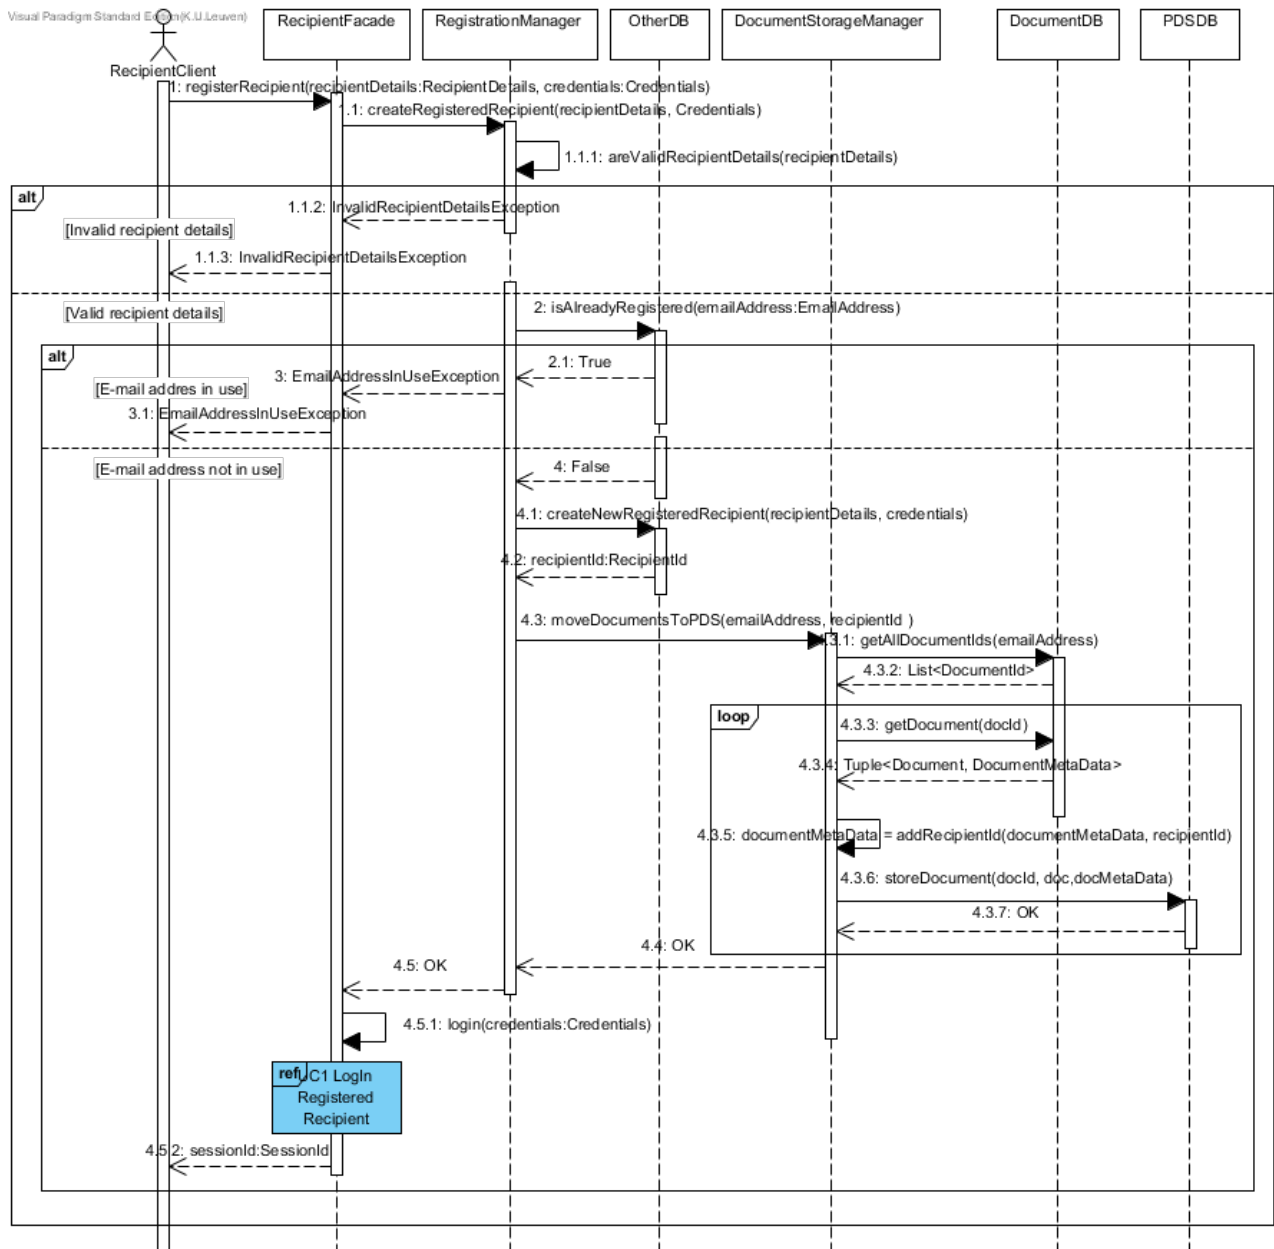 Visual Paradigm Standard Edition(K.U.Leuven)
RecipientClient
RecipientFacade
RegistrationManager
OtherDB
DocumentStorageManager
DocumentDB
PDSDB
1: registerRecipient(recipientDetails:RecipientDetails, credentials:Credentials)
1.1: createRegisteredRecipient(recipientDetails, Credentials)
1.1.1: areValidRecipientDetails(recipientDetails)
alt
1.1.2: InvalidRecipientDetailsException
[Invalid recipient details]
1.1.3: InvalidRecipientDetailsException
[Valid recipient details]
2: isAlreadyRegistered(emailAddress:EmailAddress)
alt
2.1: True
3: EmailAddressInUseException
[E-mail addres in use]
3.1: EmailAddressInUseException
[E-mail address not in use]
4: False
4.1: createNewRegisteredRecipient(recipientDetails, credentials)
4.2: recipientId:RecipientId
4.3: moveDocumentsToPDS(emailAddress, recipientId )
4.3.1: getAllDocumentIds(emailAddress)
4.3.2: List<DocumentId>
loop
4.3.3: getDocument(docId)
4.3.4: Tuple<Document, DocumentMetaData>
4.3.5: documentMetaData = addRecipientId(documentMetaData, recipientId)
4.3.6: storeDocument(docId, doc,docMetaData)
4.3.7: OK
4.4: OK
4.5: OK
4.5.1: login(credentials:Credentials)
ref
UC1 LogIn
Registered
Recipient
4.5.2: sessionId:SessionId